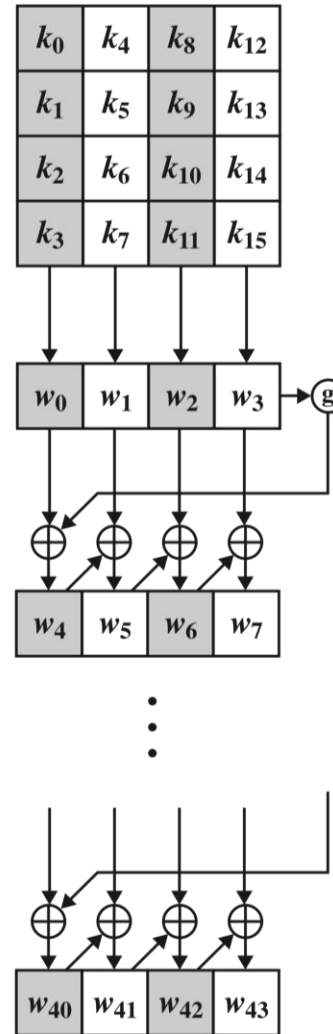 k₀ k₄ k₈ k₁₂
k₁ k₅ k₉ k₁₃
k₂ k₆ k₁₀ k₁₄
k₃ k₇ k₁₁ k₁₅
w₀ w₁ w₂ w₃ g
w₄ w₅ w₆ w₇
w₄₀ w₄₁ w₄₂ w₄₃